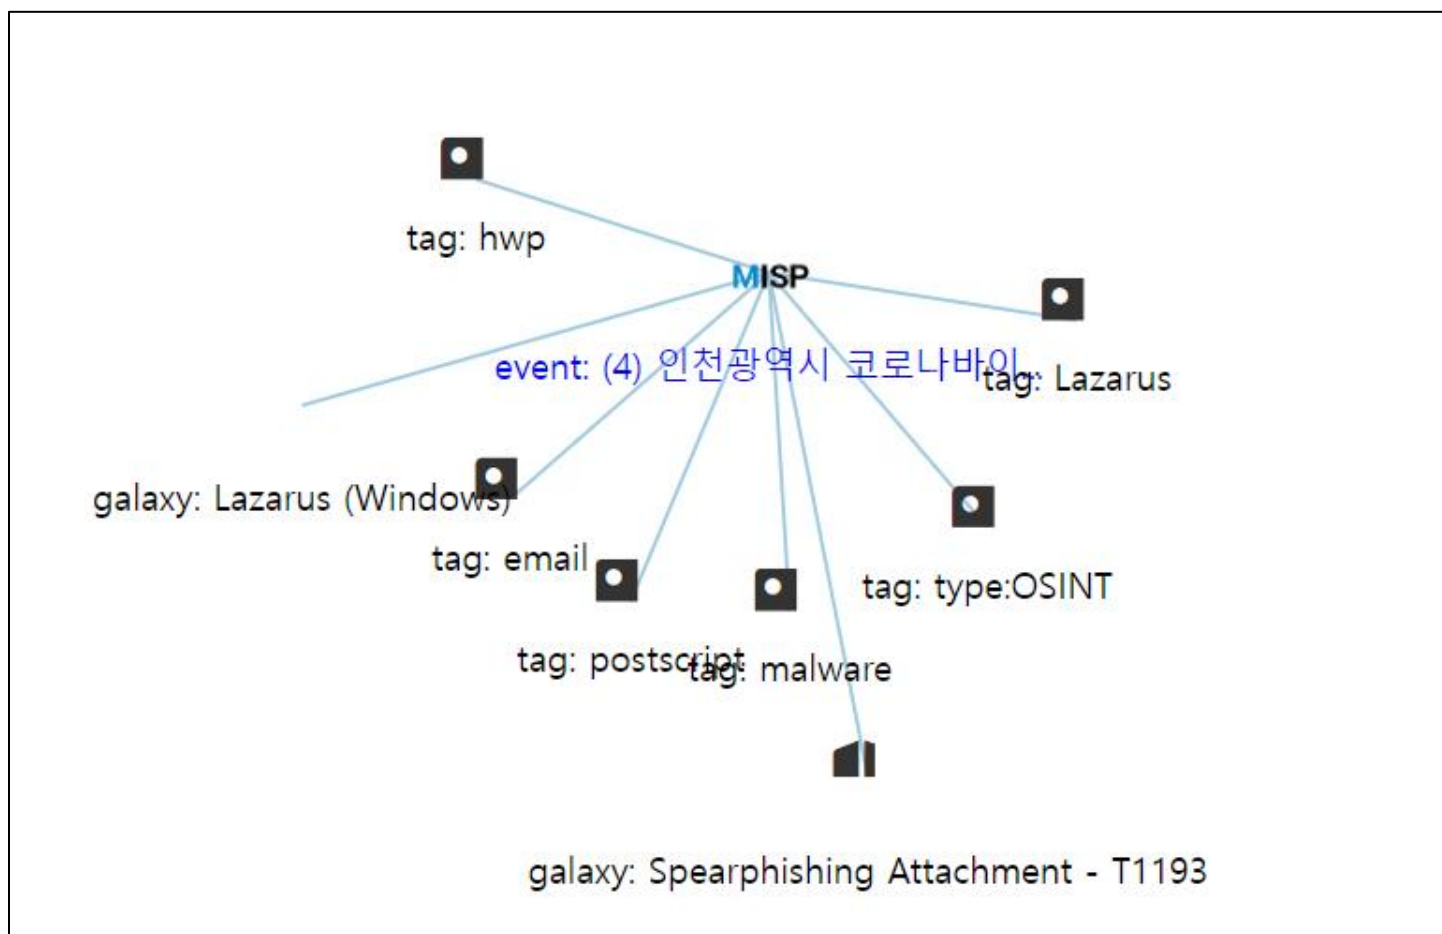 tag: hwp
MISP
event: (4) 인천광역시 코로나바이...
tag: Lazarus
galaxy: Lazarus (Windows)
tag: email
tag: type:OSINT
tag: postscript
tag: malware
galaxy: Spearphishing Attachment - T1193